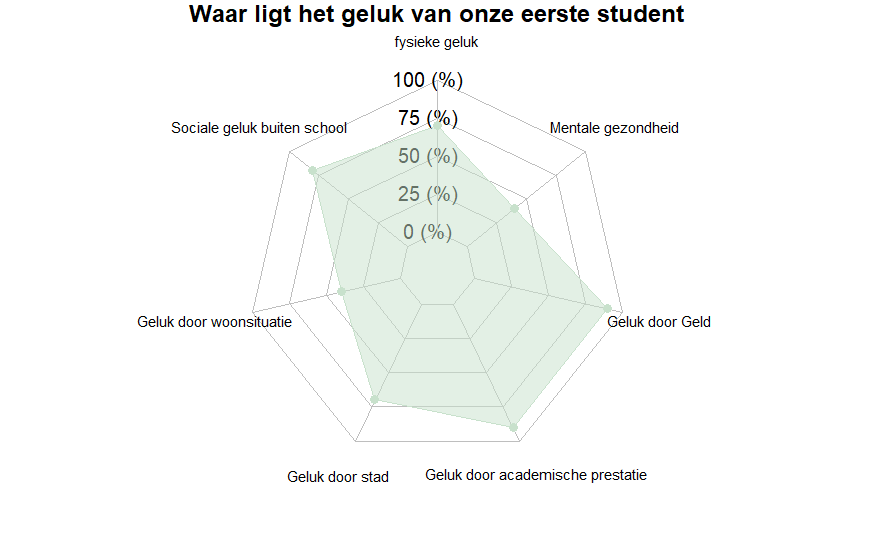 Waar ligt het geluk van onze eerste student
fysieke geluk
100 (%)
75 (%)
Sociale geluk buiten school
Mentale gezondheid
50 (%)
25 (%)
0 (%)
Geluk door woonsituatie
Geluk door Geld
Geluk door stad
Geluk door academische prestatie